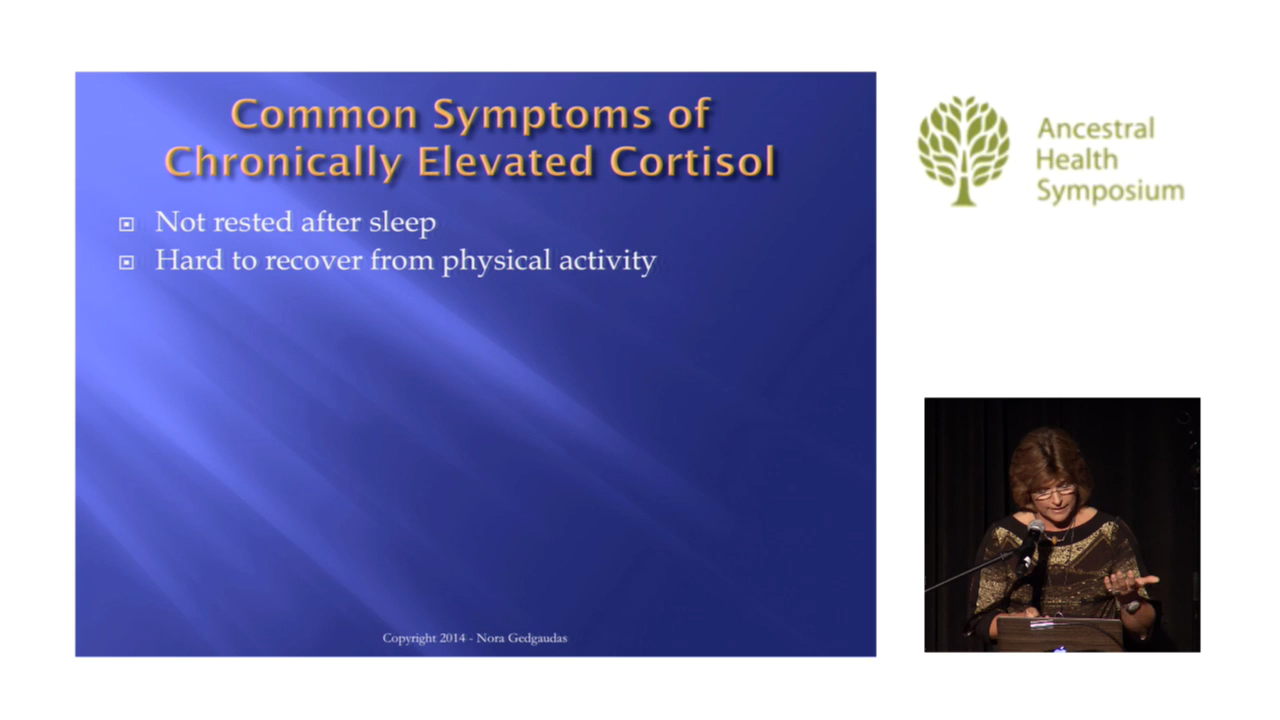 Common Symptoms of
Chronically Elevated Cortisol
Not rested after sleep
Hard to recover from physical activity
Copyright 2014 - Nora Gedgaudas
Ancestral
Health
Symposium